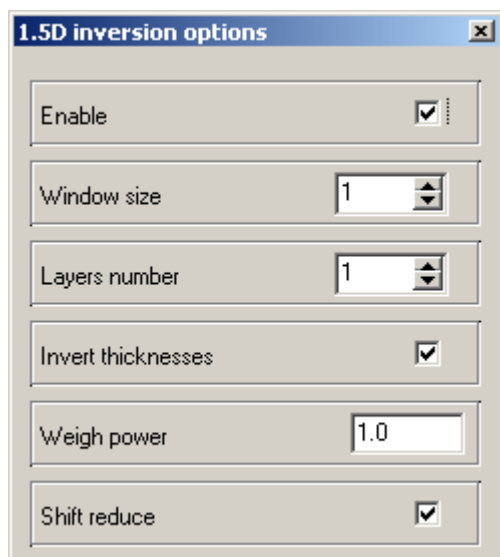 1.5D inversion options
Enable
Window size 1
Layers number 1
Invert thicknesses
Weigh power 1.0
Shift reduce